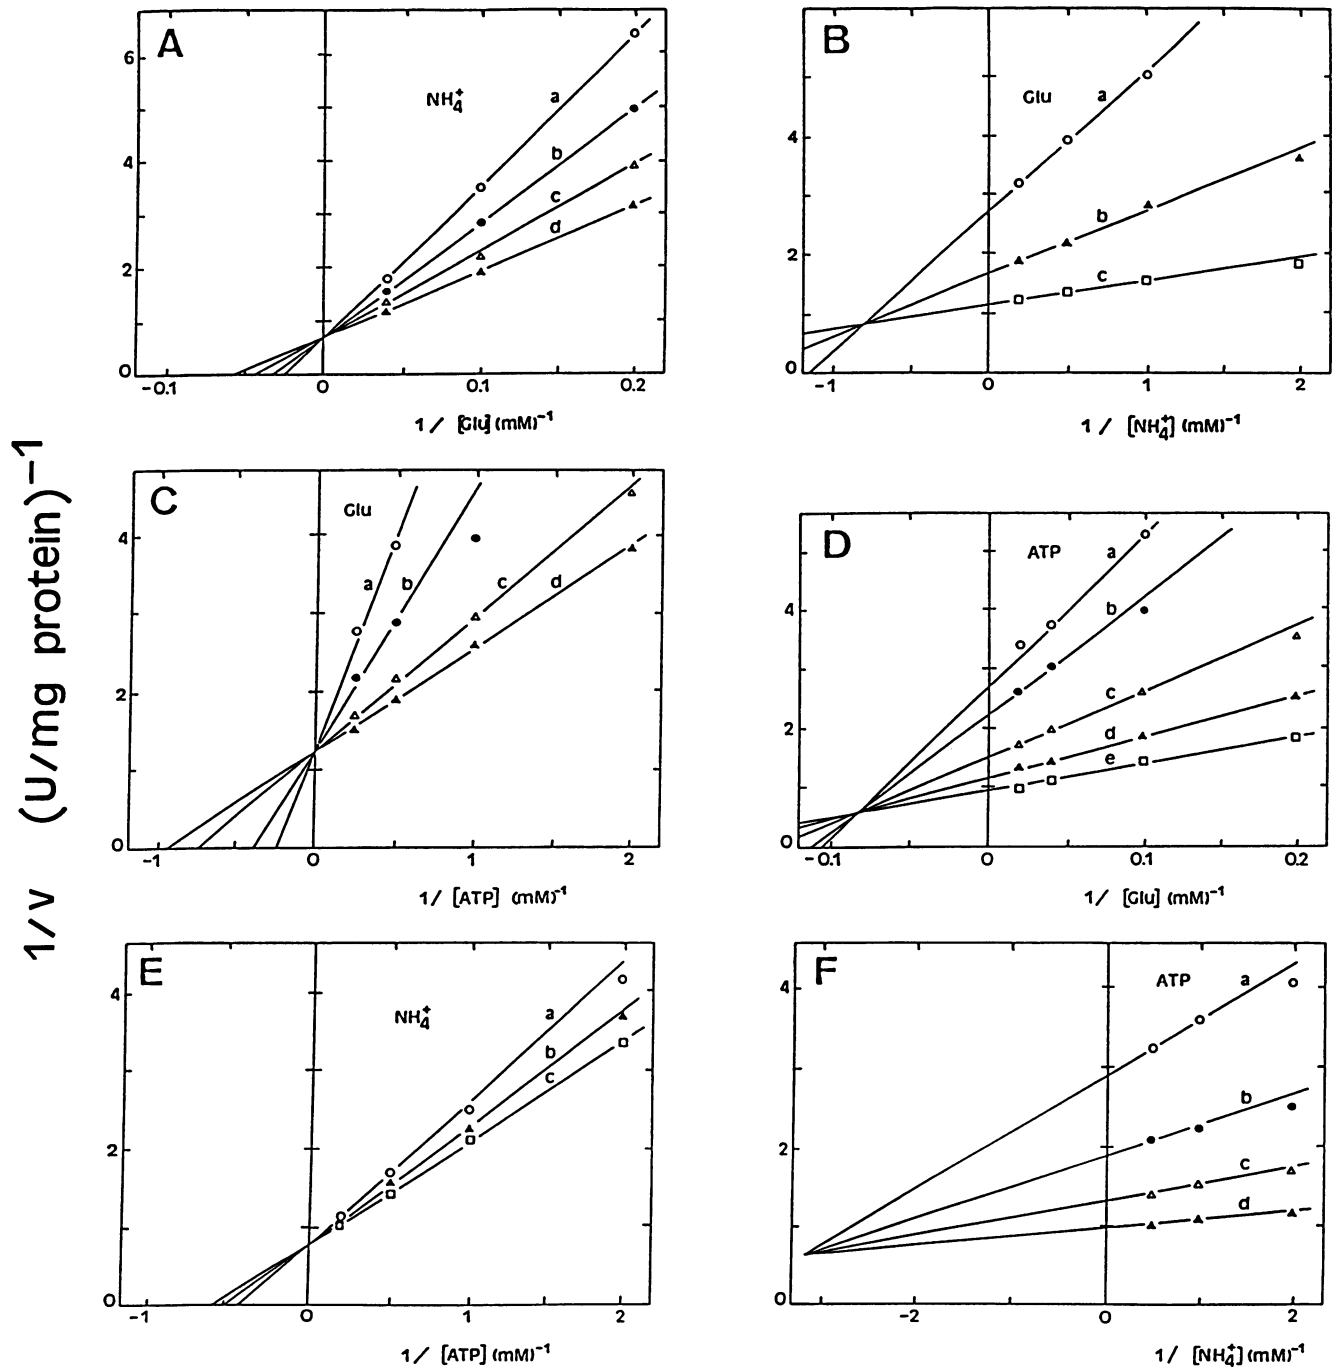 1/v (U/mg protein)⁻¹
A
NH₄⁺
a
b
c
d
6
4
2
0
-0.1 0 0.1 0.2
1/ [Glu] (mM)⁻¹
B
Glu
a
b
c
4
2
0
-1 0 1 2
1/ [NH₄⁺] (mM)⁻¹
C
Glu
a b c d
4
2
0
-1 0 1 2
1/ [ATP] (mM)⁻¹
D
ATP
a
b
c
d
e
4
2
0
-0.1 0 0.1 0.2
1/ [Glu] (mM)⁻¹
E
NH₄⁺
a
b
c
4
2
0
-1 0 1 2
1/ [ATP] (mM)⁻¹
F
ATP
a
b
c
d
4
2
0
-2 0 2
1/ [NH₄⁺] (mM)⁻¹